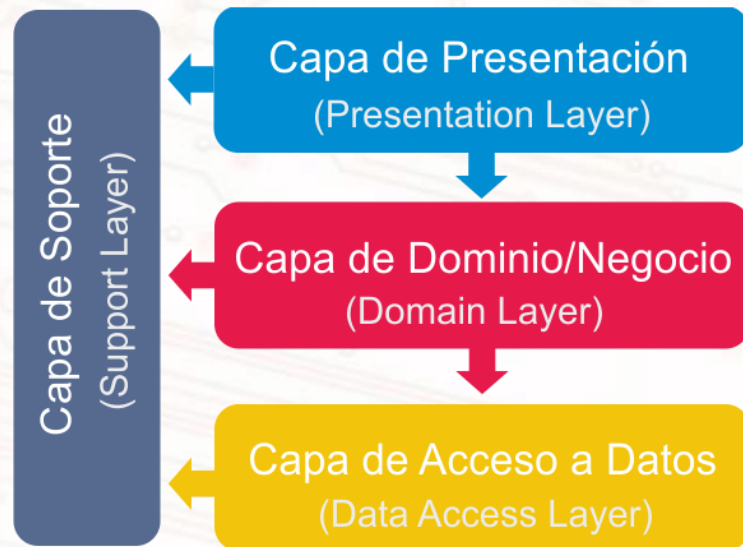 Capa de Soporte
(Support Layer)
Capa de Presentación
(Presentation Layer)
Capa de Dominio/Negocio
(Domain Layer)
Capa de Acceso a Datos
(Data Access Layer)